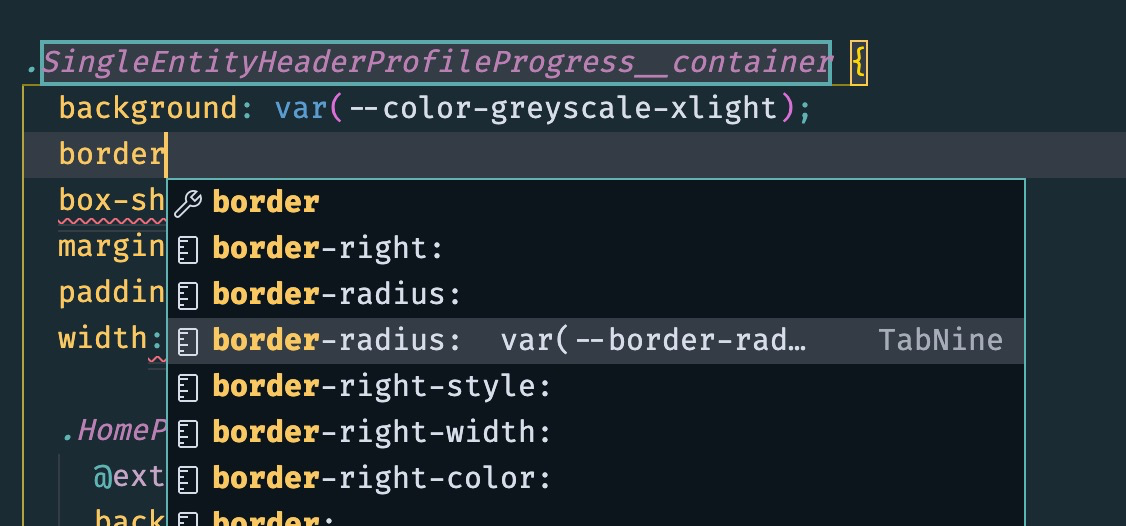 .SingleEntityHeaderProfileProgress__container {
background: var(--color-greyscale-xlight);
border
box-sh
border
margin
border-right:
paddin
border-radius:
width:
border-radius: var(--border-rad… TabNine
border-right-style:
.HomeP
border-right-width:
@ext
border-right-color:
back
border: